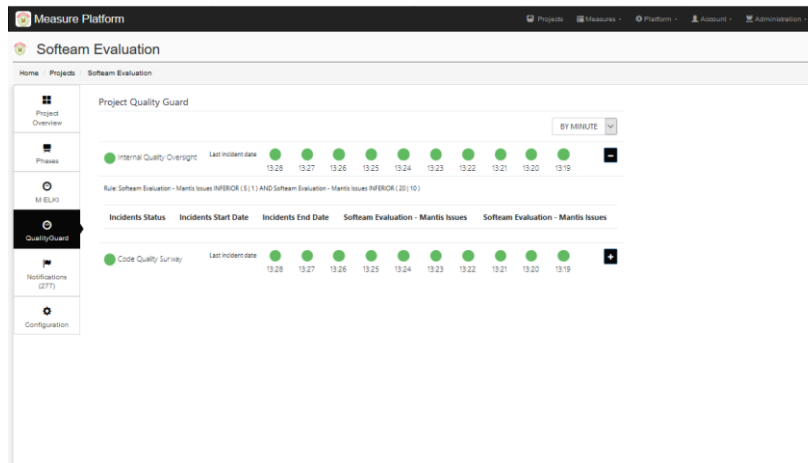 Measure Platform
Projects Measures Platform Account Administration
Softeam Evaluation
Home / Projects / Softeam Evaluation
Project Overview
Phases
M ELKI
QualityGuard
Notifications (277)
Configuration
Project Quality Guard
BY MINUTE
Internal Quality Oversight Last incident date 13:28 13:27 13:26 13:25 13:24 13:23 13:22 13:21 13:20 13:19
Rule: Softeam Evaluation - Mantis Issues INFERIOR ( 5 | 1 ) AND Softeam Evaluation - Mantis Issues INFERIOR ( 20 | 10 )
Incidents Status Incidents Start Date Incidents End Date Softeam Evaluation - Mantis Issues Softeam Evaluation - Mantis Issues
Code Quality Surway Last incident date 13:28 13:27 13:26 13:25 13:24 13:23 13:22 13:21 13:20 13:19